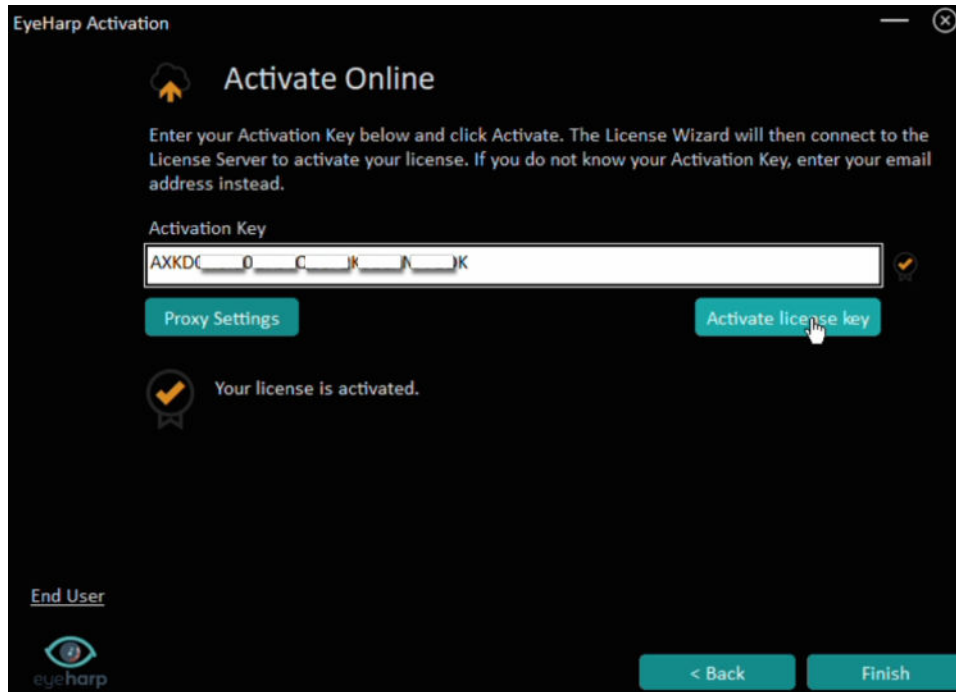 EyeHarp Activation
Activate Online
Enter your Activation Key below and click Activate. The License Wizard will then connect to the
License Server to activate your license. If you do not know your Activation Key, enter your email
address instead.
Activation Key
Proxy Settings
Activate license key
Your license is activated.
End User
eyeharp
< Back
Finish